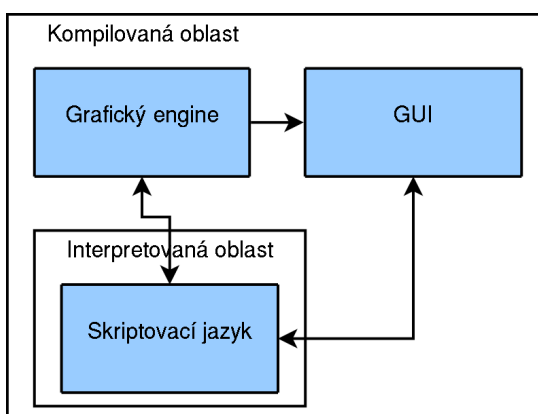 Kompilovaná oblast
Grafický engine
GUI
Interpretovaná oblast
Skriptovací jazyk